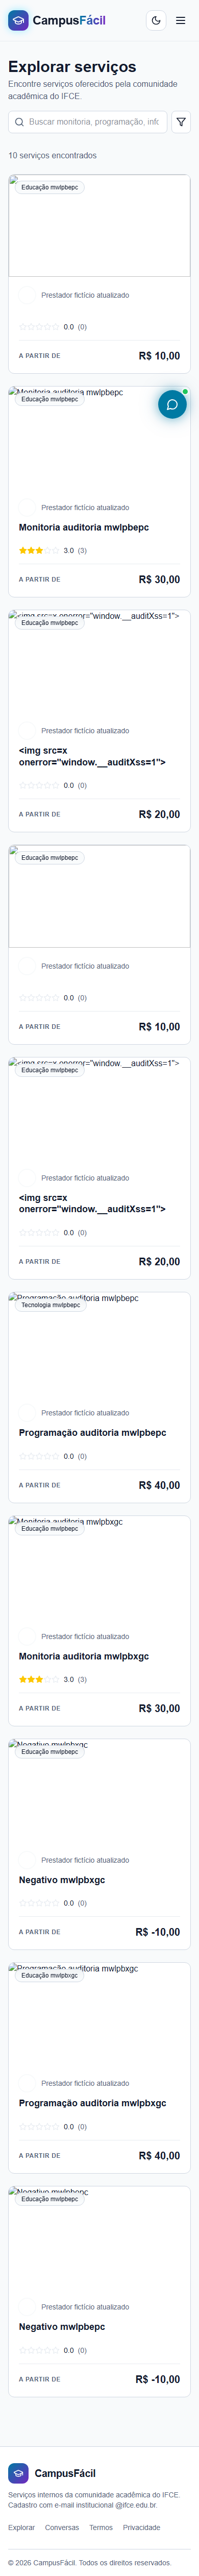 CampusFácil
Explorar serviços
Encontre serviços oferecidos pela comunidade
acadêmica do IFCE.
Buscar monitoria, programação, info
10 serviços encontrados
Educação mwlpbepc
Prestador fictício atualizado
0.0 (0)
A PARTIR DE R$ 10,00
Monitoria auditoria mwlpbepc
Educação mwlpbepc
Prestador fictício atualizado
Monitoria auditoria mwlpbepc
3.0 (3)
A PARTIR DE R$ 30,00
<img src=x onerror="window.__auditXss=1">
Educação mwlpbepc
Prestador fictício atualizado
<img src=x
onerror="window.__auditXss=1">
0.0 (0)
A PARTIR DE R$ 20,00
Educação mwlpbepc
Prestador fictício atualizado
0.0 (0)
A PARTIR DE R$ 10,00
<img src=x onerror="window.__auditXss=1">
Educação mwlpbepc
Prestador fictício atualizado
<img src=x
onerror="window.__auditXss=1">
0.0 (0)
A PARTIR DE R$ 20,00
Programação auditoria mwlpbepc
Tecnologia mwlpbepc
Prestador fictício atualizado
Programação auditoria mwlpbepc
0.0 (0)
A PARTIR DE R$ 40,00
Monitoria auditoria mwlpbxgc
Educação mwlpbepc
Prestador fictício atualizado
Monitoria auditoria mwlpbxgc
3.0 (3)
A PARTIR DE R$ 30,00
Negativo mwlpbxgc
Educação mwlpbepc
Prestador fictício atualizado
Negativo mwlpbxgc
0.0 (0)
A PARTIR DE R$ -10,00
Programação auditoria mwlpbxgc
Educação mwlpbxgc
Prestador fictício atualizado
Programação auditoria mwlpbxgc
0.0 (0)
A PARTIR DE R$ 40,00
Negativo mwlpbepc
Educação mwlpbepc
Prestador fictício atualizado
Negativo mwlpbepc
0.0 (0)
A PARTIR DE R$ -10,00
CampusFácil
Serviços internos da comunidade acadêmica do IFCE.
Cadastro com e-mail institucional @ifce.edu.br.
Explorar Conversas Termos Privacidade
© 2026 CampusFácil. Todos os direitos reservados.